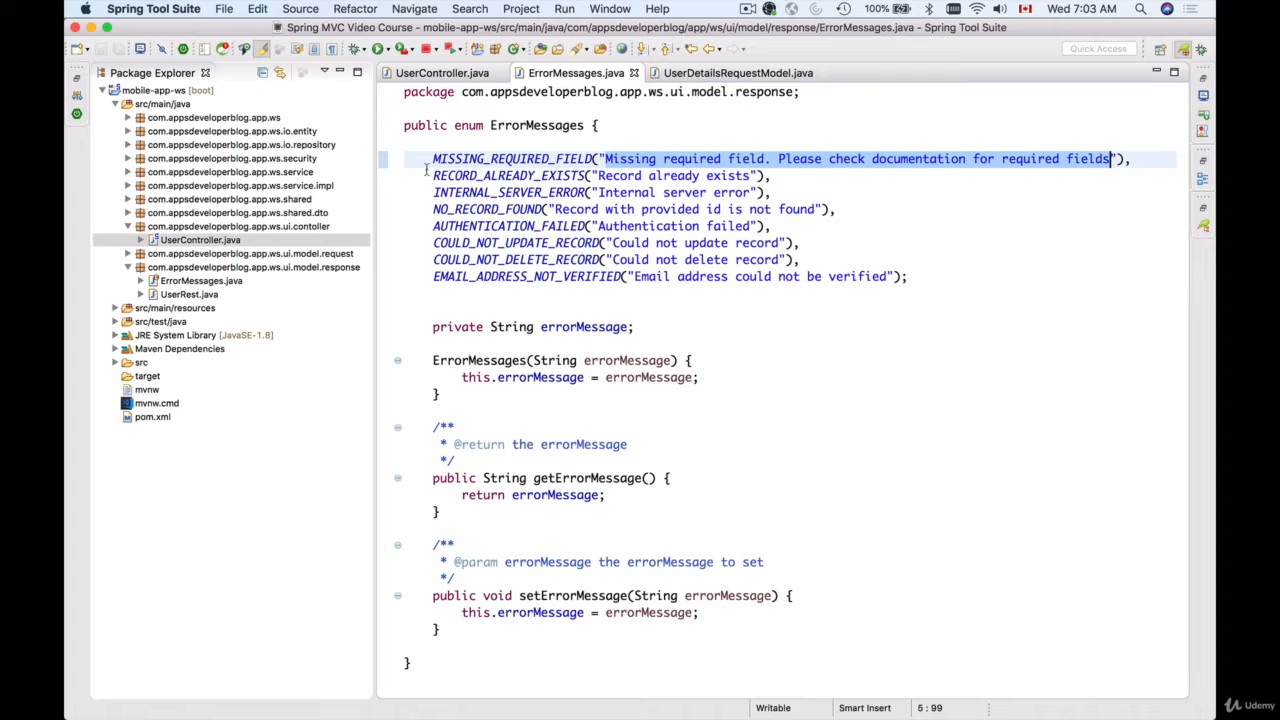 Spring Tool Suite File Edit Source Refactor Navigate Search Project Run Window Help 100% Wed 7:03 AM
Spring MVC Video Course - mobile-app-ws/src/main/java/com/appsdeveloperblog/app/ws/ui/model/response/ErrorMessages.java - Spring Tool Suite
Quick Access
Package Explorer
UserController.java
ErrorMessages.java
UserDetailsRequestModel.java
mobile-app-ws [boot]
src/main/java
com.appsdeveloperblog.app.ws
com.appsdeveloperblog.app.ws.io.entity
com.appsdeveloperblog.app.ws.io.repository
com.appsdeveloperblog.app.ws.security
com.appsdeveloperblog.app.ws.service
com.appsdeveloperblog.app.ws.service.impl
com.appsdeveloperblog.app.ws.shared
com.appsdeveloperblog.app.ws.shared.dto
com.appsdeveloperblog.app.ws.ui.contoller
UserController.java
com.appsdeveloperblog.app.ws.ui.model.request
com.appsdeveloperblog.app.ws.ui.model.response
ErrorMessages.java
UserRest.java
src/main/resources
src/test/java
JRE System Library [JavaSE-1.8]
Maven Dependencies
src
target
mvnw
mvnw.cmd
pom.xml
package com.appsdeveloperblog.app.ws.ui.model.response;
public enum ErrorMessages {
MISSING_REQUIRED_FIELD("Missing required field. Please check documentation for required fields"),
RECORD_ALREADY_EXISTS("Record already exists"),
INTERNAL_SERVER_ERROR("Internal server error"),
NO_RECORD_FOUND("Record with provided id is not found"),
AUTHENTICATION_FAILED("Authentication failed"),
COULD_NOT_UPDATE_RECORD("Could not update record"),
COULD_NOT_DELETE_RECORD("Could not delete record"),
EMAIL_ADDRESS_NOT_VERIFIED("Email address could not be verified");
private String errorMessage;
ErrorMessages(String errorMessage) {
this.errorMessage = errorMessage;
}
/**
* @return the errorMessage
*/
public String getErrorMessage() {
return errorMessage;
}
/**
* @param errorMessage the errorMessage to set
*/
public void setErrorMessage(String errorMessage) {
this.errorMessage = errorMessage;
}
}
Writable Smart Insert 5 : 99
Udemy